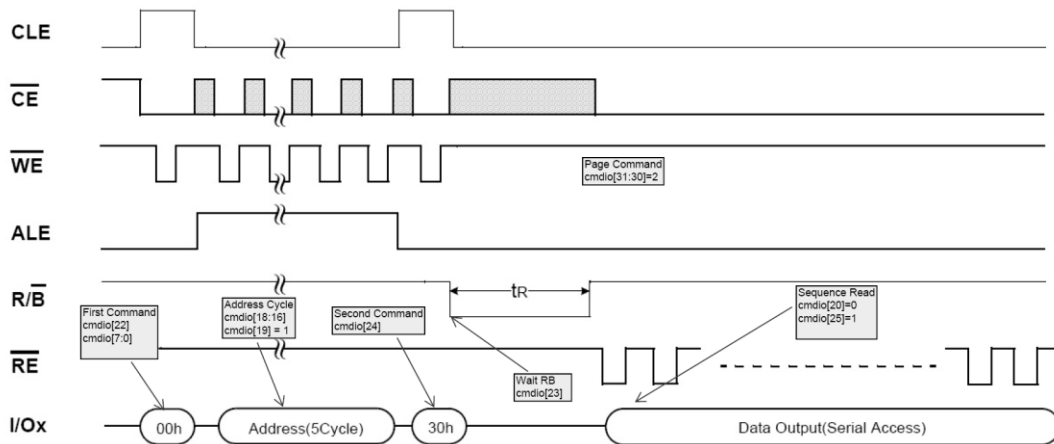 CLE
CE
WE
Page Command
cmdio[31:30]=2
ALE
R/B
tR
First Command
cmdio[22]
cmdio[7:0]
Address Cycle
cmdio[18:16]
cmdio[19] = 1
Second Command
cmdio[24]
Sequence Read
cmdio[20]=0
cmdio[25]=1
RE
Wait RB
cmdio[23]
I/Ox
00h
Address(5Cycle)
30h
Data Output(Serial Access)